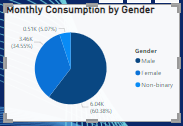 Monthly Consumption by Gender
0.51K (5.07%)
3.46K
(34.55%)
Gender
Male
Female
Non-binary
6.04K
(60.38%)